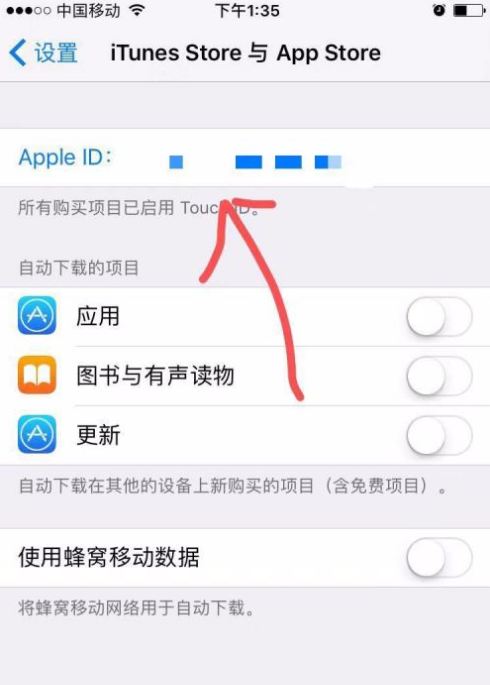 中国移动 下午1:35
设置 iTunes Store 与 App Store
Apple ID：
所有购买项目已启用 Touch ID。
自动下载的项目
应用
图书与有声读物
更新
自动下载在其他的设备上新购买的项目（含免费项目）。
使用蜂窝移动数据
将蜂窝移动网络用于自动下载。